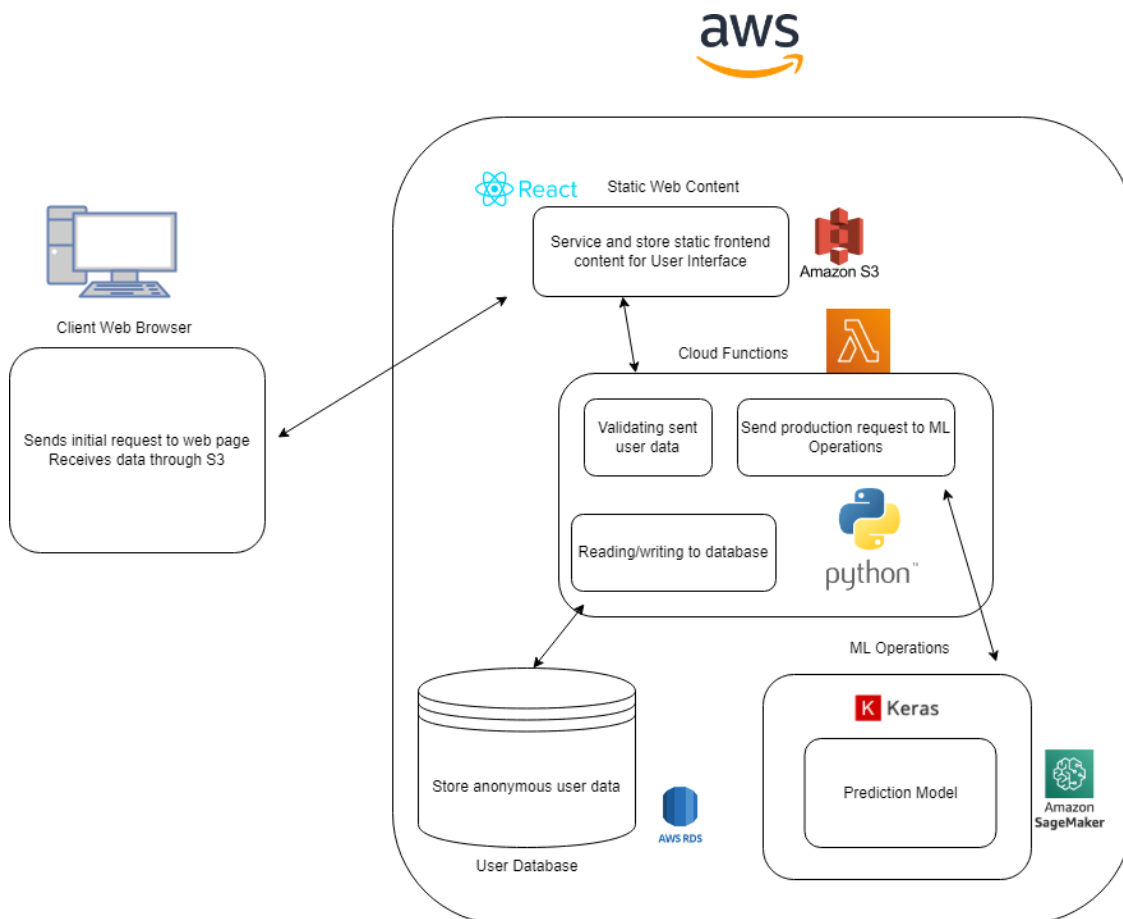 aws
React
Static Web Content
Service and store static frontend
content for User Interface
Amazon S3
Client Web Browser
Sends initial request to web page
Receives data through S3
Cloud Functions
Validating sent
user data
Send production request to ML
Operations
Reading/writing to database
python™
ML Operations
K Keras
Prediction Model
Amazon
SageMaker
Store anonymous user data
AWS RDS
User Database